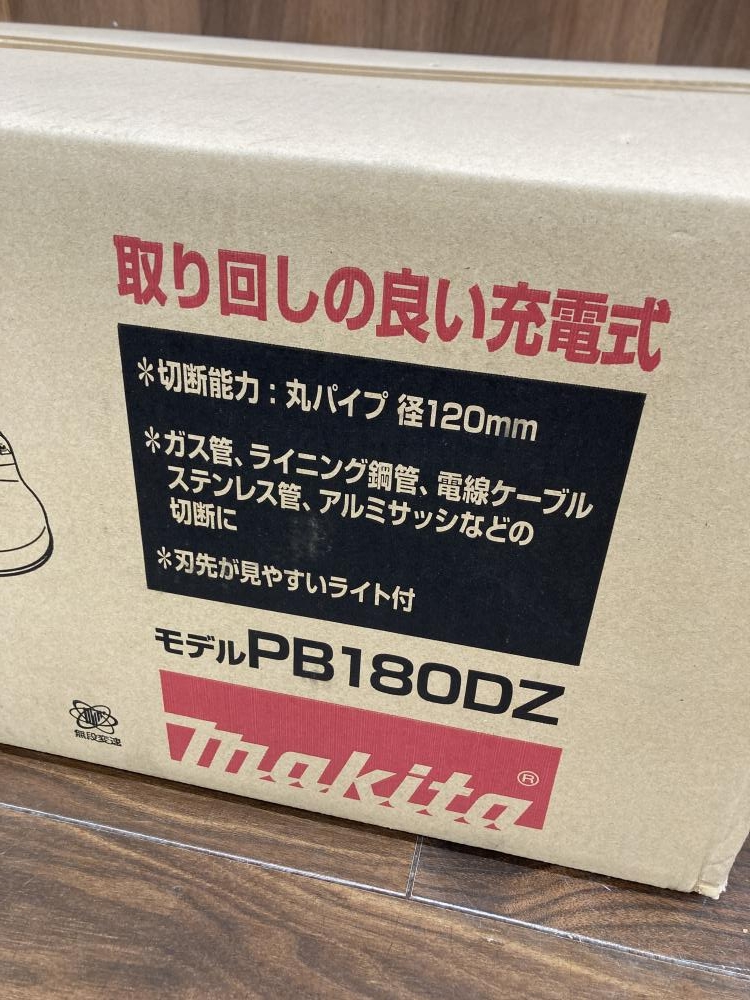 取り回しの良い充電式
＊切断能力：丸パイプ 径120mm
＊ガス管、ライニング鋼管、電線ケーブル
ステンレス管、アルミサッシなどの
切断に
＊刃先が見やすいライト付
モデルPB180DZ
無段変速
makita®